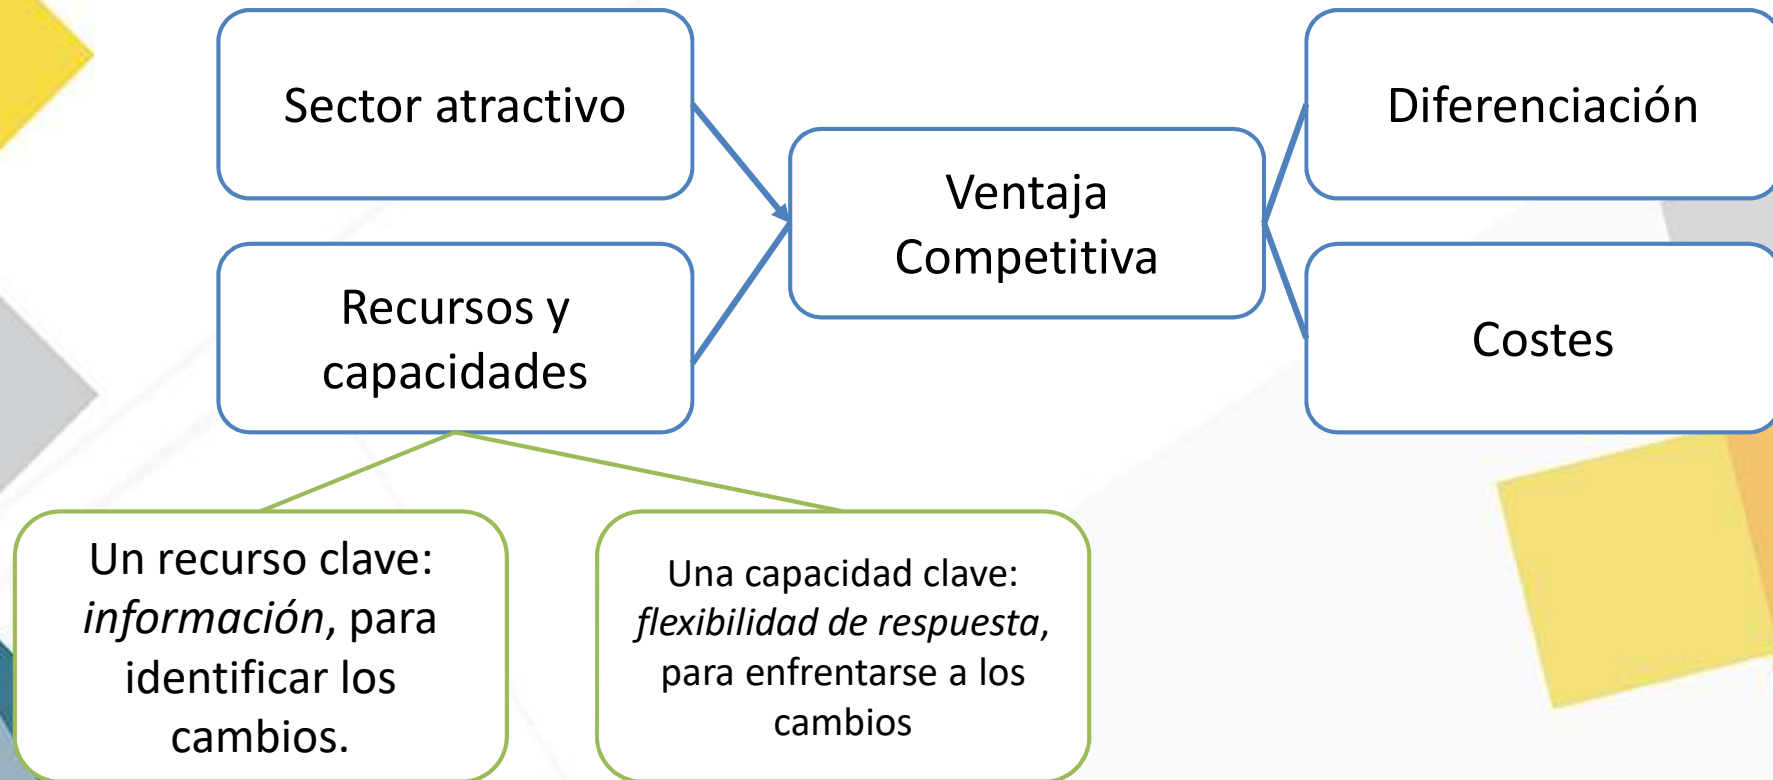 Sector atractivo
Recursos y
capacidades
Ventaja
Competitiva
Diferenciación
Costes
Un recurso clave:
información, para
identificar los
cambios.
Una capacidad clave:
flexibilidad de respuesta,
para enfrentarse a los
cambios